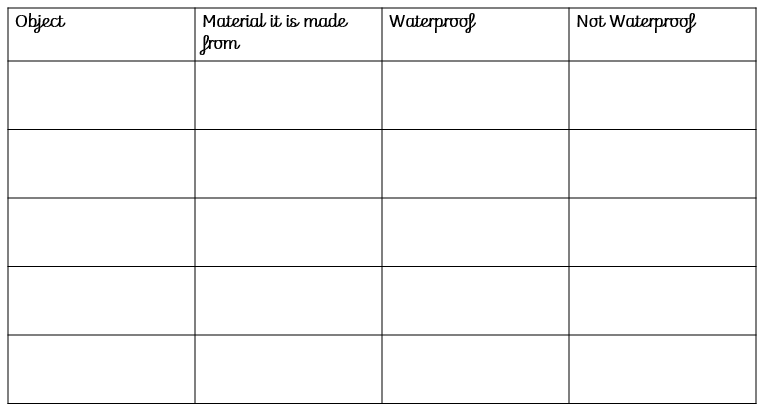 Object
Material it is made
from
Waterproof
Not Waterproof